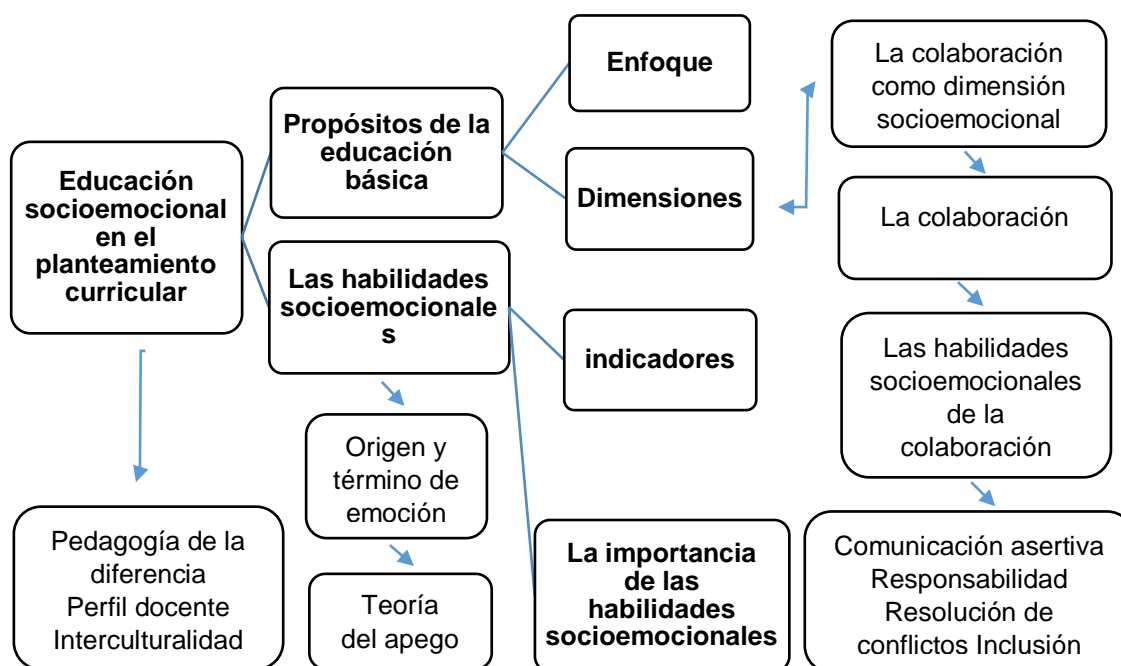 Educación
socioemocional
en el
planteamiento
curricular
Propósitos de la
educación
básica
Las habilidades
socioemocionale
s
Enfoque
Dimensiones
indicadores
La importancia
de las
habilidades
socioemocionales
Origen y
término de
emoción
Teoría
del apego
Pedagogía de la
diferencia
Perfil docente
Interculturalidad
La colaboración
como dimensión
socioemocional
La colaboración
Las habilidades
socioemocionales
de la
colaboración
Comunicación asertiva
Responsabilidad
Resolución de
conflictos Inclusión